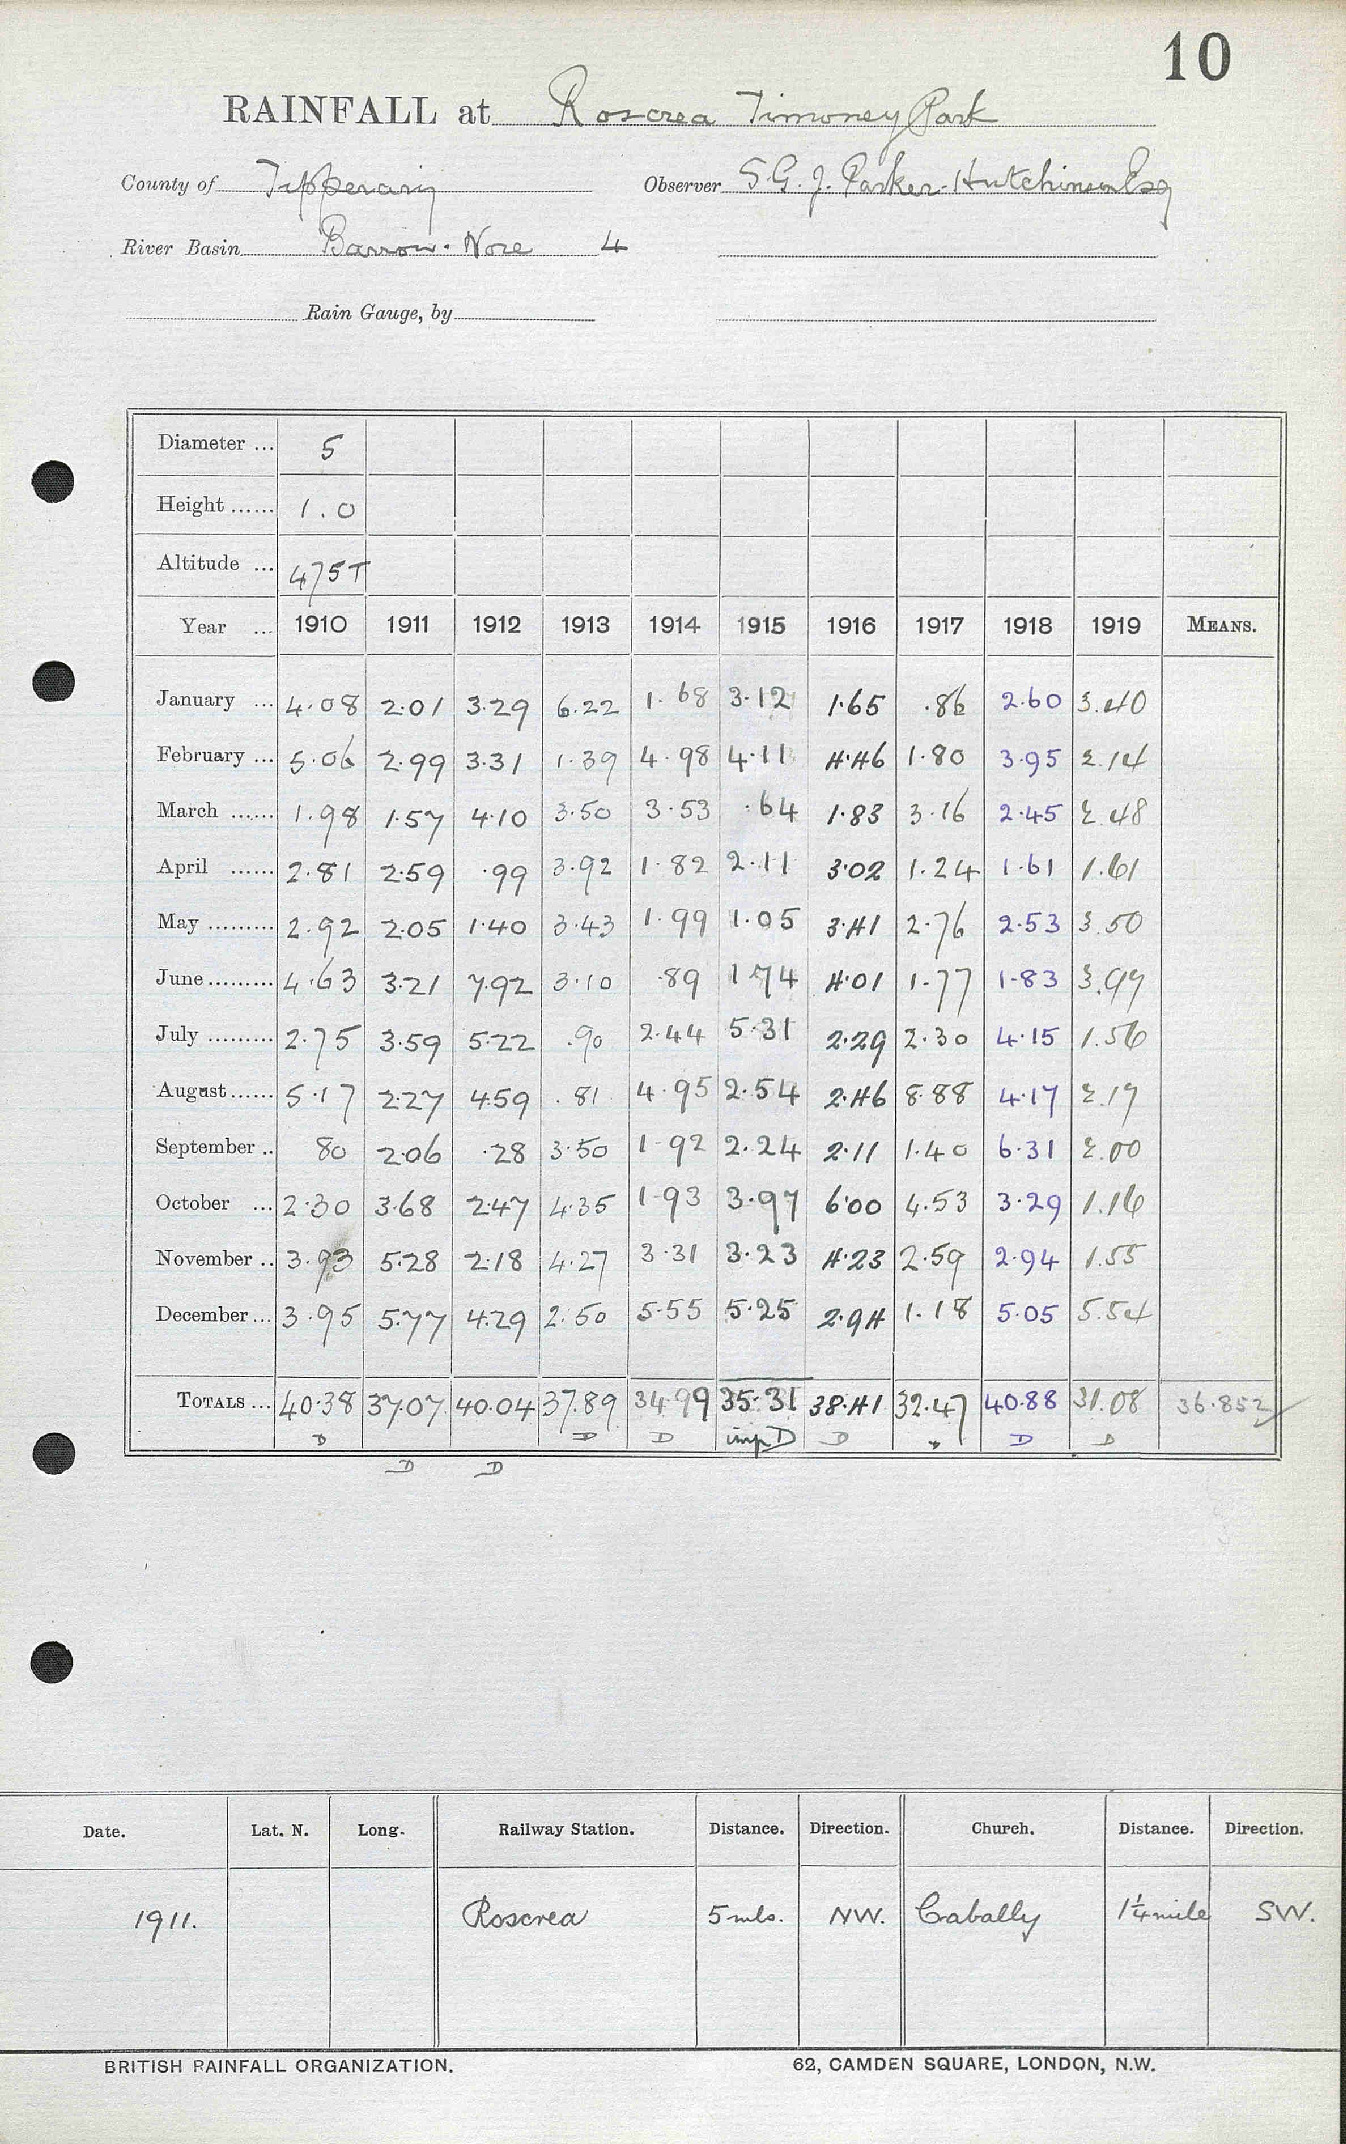 10
RAINFALL at Roscrea Timoney Park
County of Tipperary Observer S.G.J. Parker-Hutchinson Esq
River Basin Barrow-Nore 4
Rain Gauge, by
Diameter ... 5
Height ...... 1.0
Altitude ... 475T
Year ... 1910 1911 1912 1913 1914 1915 1916 1917 1918 1919 MEANS.
January ... 4.08 2.01 3.29 6.22 1.68 3.12 1.65 .86 2.60 3.40
February ... 5.06 2.99 3.31 1.39 4.98 4.11 4.46 1.80 3.95 2.14
March ...... 1.98 1.57 4.10 3.50 3.53 .64 1.83 3.16 2.45 2.48
April ...... 2.81 2.59 .99 3.92 1.82 2.11 3.02 1.24 1.61 1.61
May ......... 2.92 2.05 1.40 3.43 1.99 1.05 3.41 2.76 2.53 3.50
June ......... 4.63 3.21 7.92 3.10 .89 1.74 4.01 1.77 1.83 3.99
July ......... 2.75 3.59 5.22 .90 2.44 5.31 2.29 2.30 4.15 1.56
August ...... 5.17 2.27 4.59 .81 4.95 2.54 2.46 8.88 4.17 2.17
September .. 80 2.06 .28 3.50 1.92 2.24 2.11 1.40 6.31 2.00
October ... 2.30 3.68 2.47 4.35 1.93 3.97 6.00 4.53 3.29 1.16
November .. 3.93 5.28 2.18 4.27 3.31 3.23 4.23 2.59 2.94 1.55
December ... 3.95 5.77 4.29 2.50 5.55 5.25 2.94 1.18 5.05 5.54
TOTALS ... 40.38 37.07 40.04 37.89 34.99 35.31 38.41 32.47 40.88 31.08 36.852
D D D imp D D D D
D D
Date. Lat. N. Long. Railway Station. Distance. Direction. Church. Distance. Direction.
1911. Roscrea 5 mls. NW. Cabally 1¼ mile SW.
BRITISH RAINFALL ORGANIZATION. 62, CAMDEN SQUARE, LONDON, N.W.